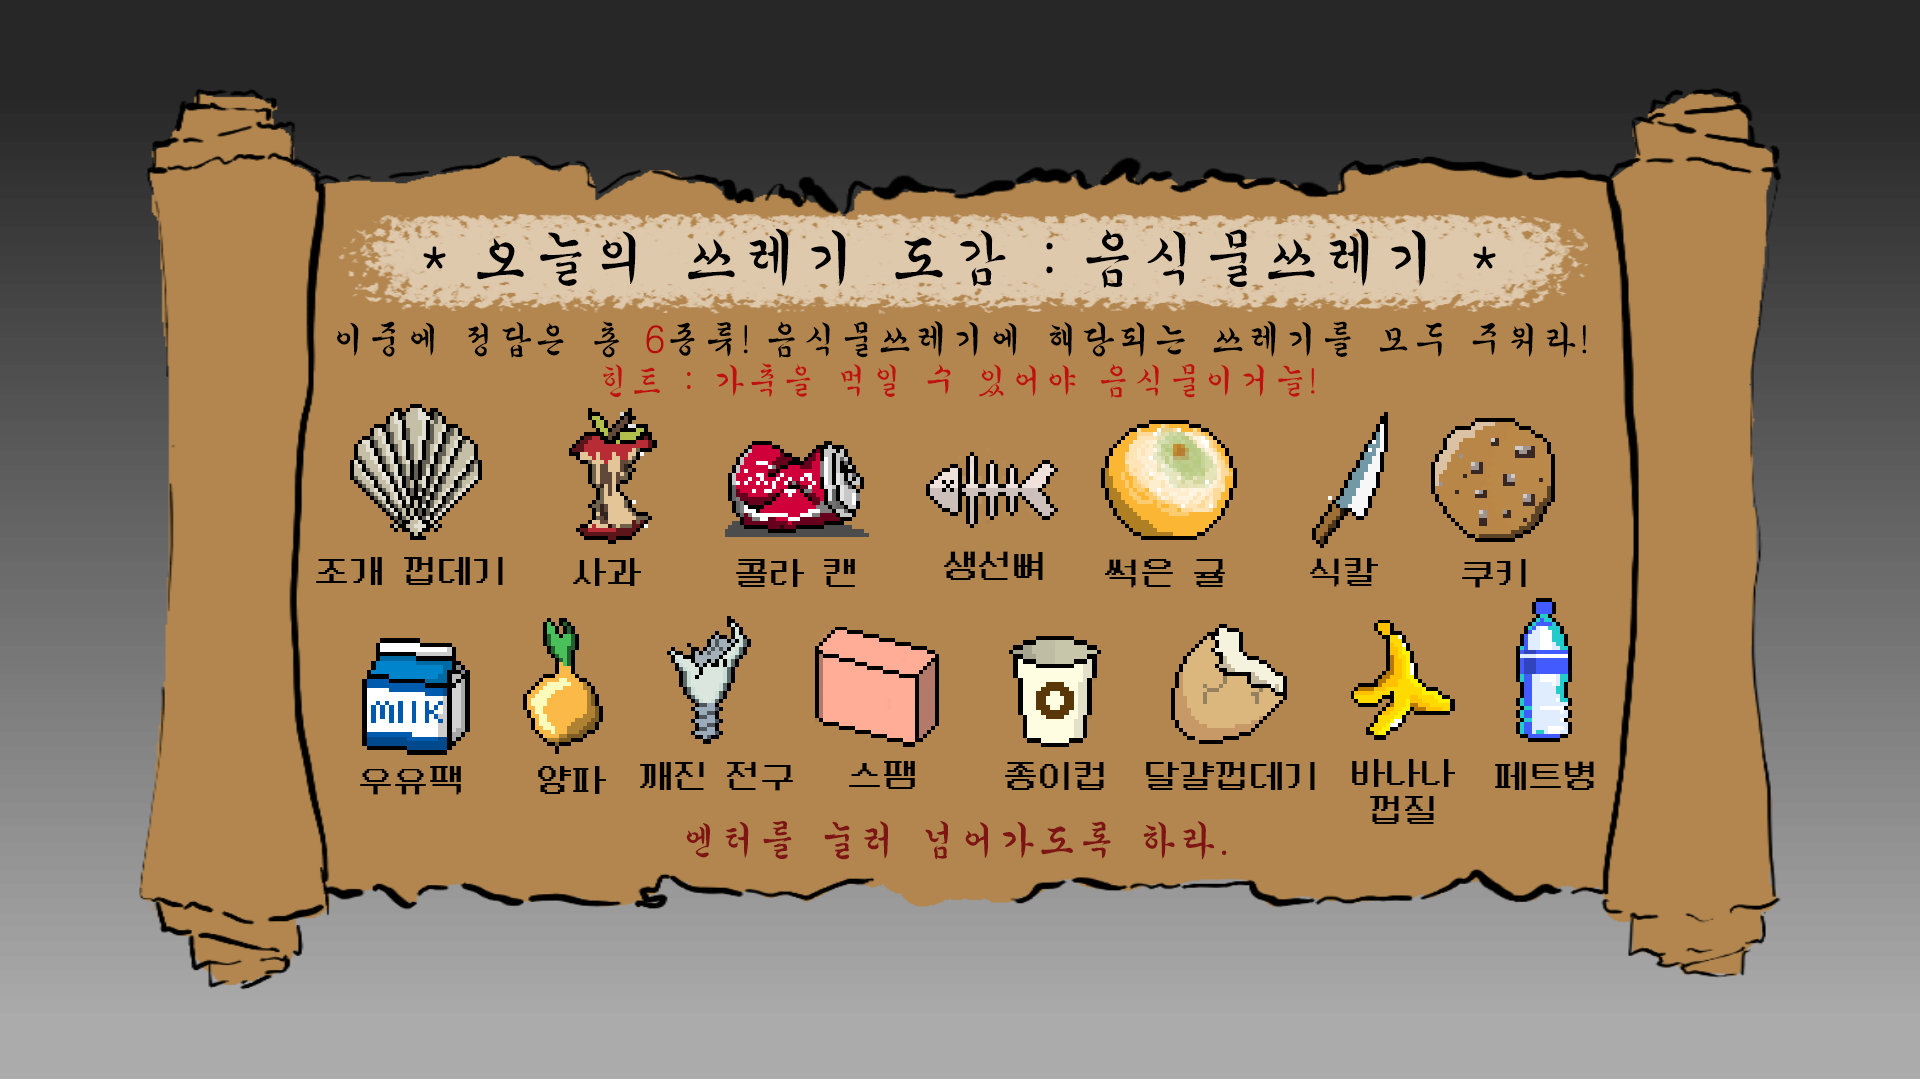 * 오늘의 쓰레기 도감 : 음식물쓰레기 *
이중에 정답은 총 6종류! 음식물쓰레기에 해당되는 쓰레기를 모두 주워라!
힌트 : 가축을 먹일 수 있어야 음식물이거늘!
조개 껍데기 사과 콜라 캔 생선뼈 썩은 귤 식칼 쿠키
MILK
우유팩 양파 깨진 전구 스팸 종이컵 달걀껍데기 바나나 페트병
껍질
엔터를 눌러 넘어가도록 하라.